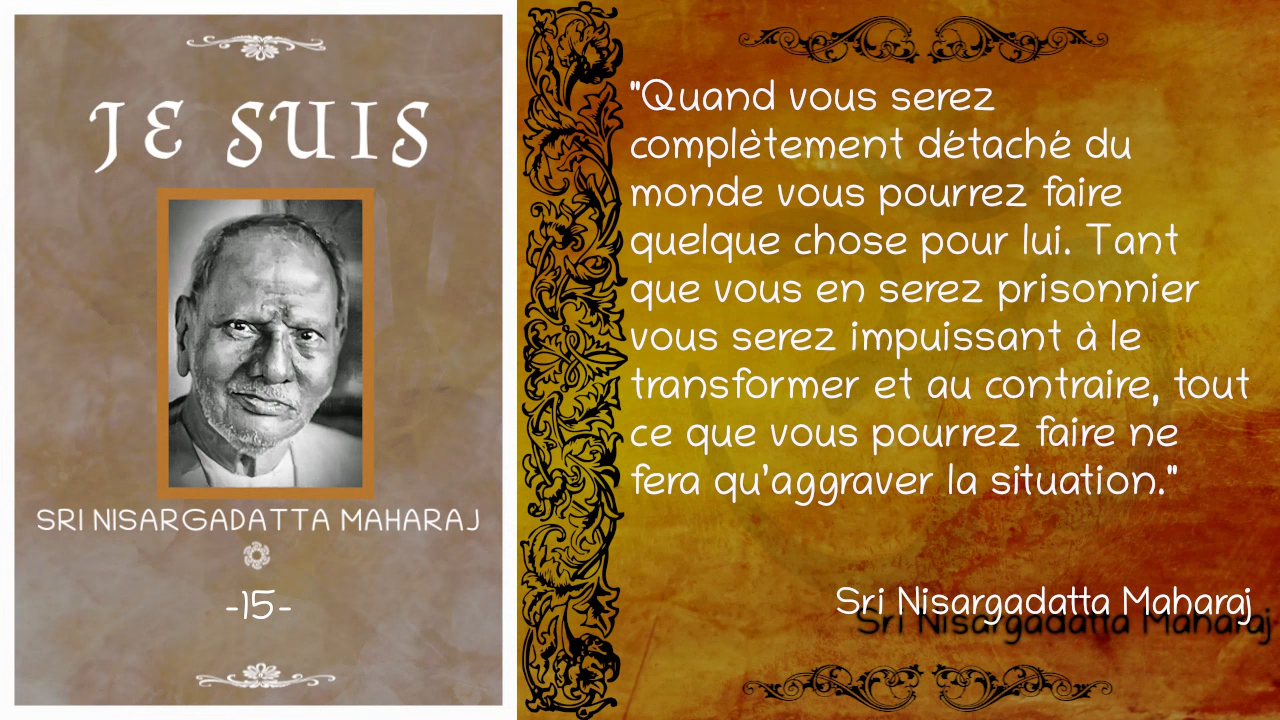 JE SUIS
SRI NISARGADATTA MAHARAJ
-15-
"Quand vous serez
complètement détaché du
monde vous pourrez faire
quelque chose pour lui. Tant
que vous en serez prisonnier
vous serez impuissant à le
transformer et au contraire, tout
ce que vous pourrez faire ne
fera qu'aggraver la situation."
Sri Nisargadatta Maharaj